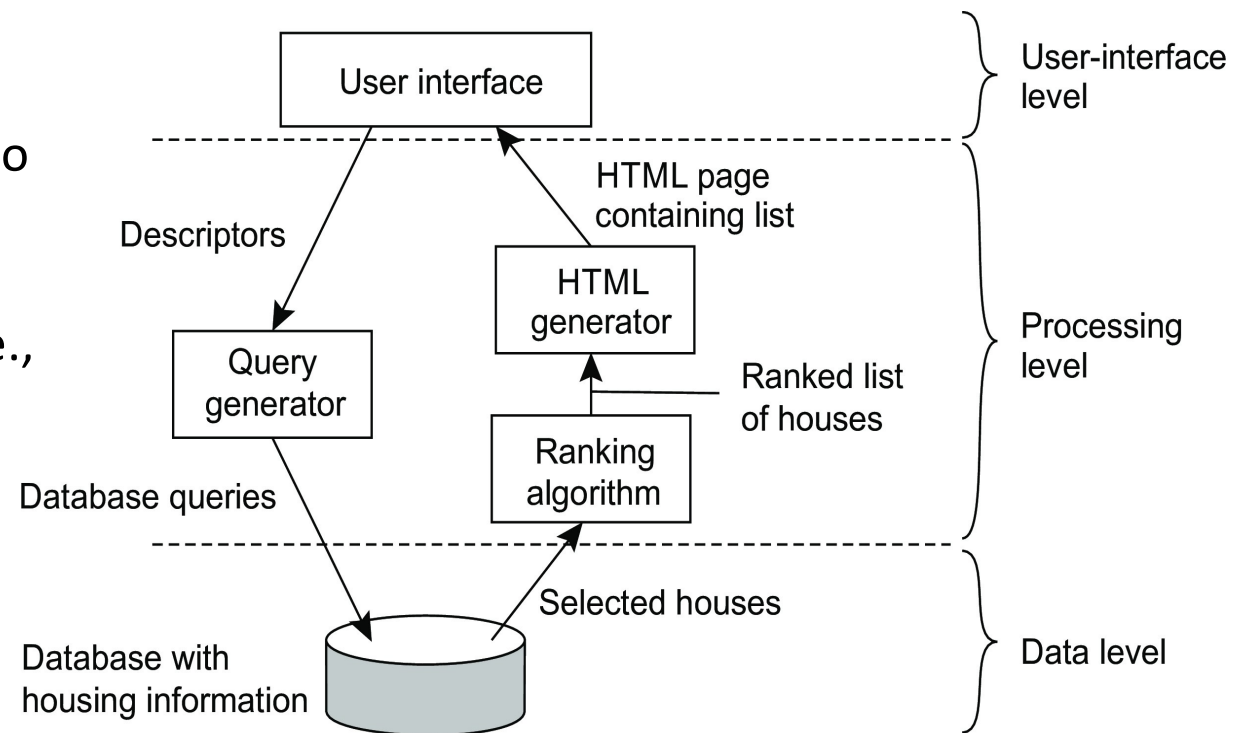 User interface
User-interface
level
o
HTML page
containing list
Descriptors
HTML
generator
Processing
level
e.,
Query
generator
Ranked list
of houses
Ranking
algorithm
Database queries
Selected houses
Database with
housing information
Data level